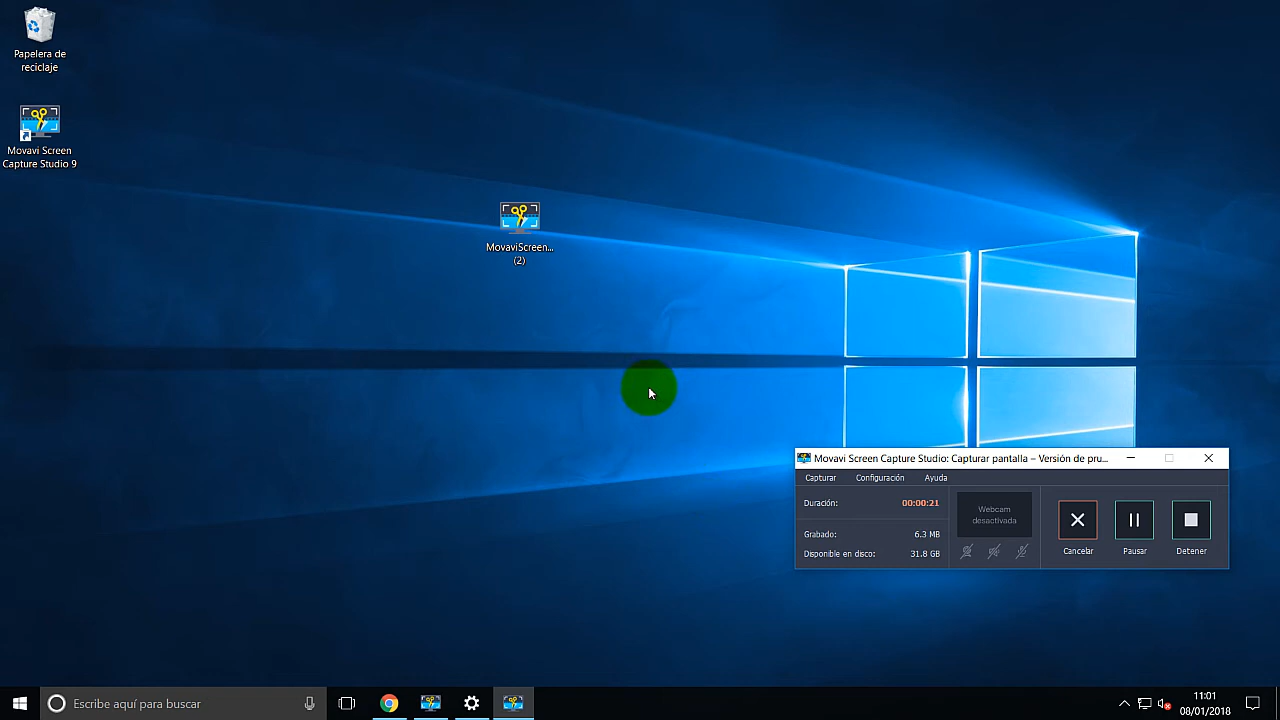 Papelera de
reciclaje
Movavi Screen
Capture Studio 9
MovaviScreen...
(2)
Movavi Screen Capture Studio: Capturar pantalla – Versión de pru...
Capturar Configuración Ayuda
Duración: 00:00:21
Grabado: 6.3 MB
Disponible en disco: 31.8 GB
Webcam
desactivada
Cancelar Pausar Detener
Escribe aquí para buscar
11:01
08/01/2018